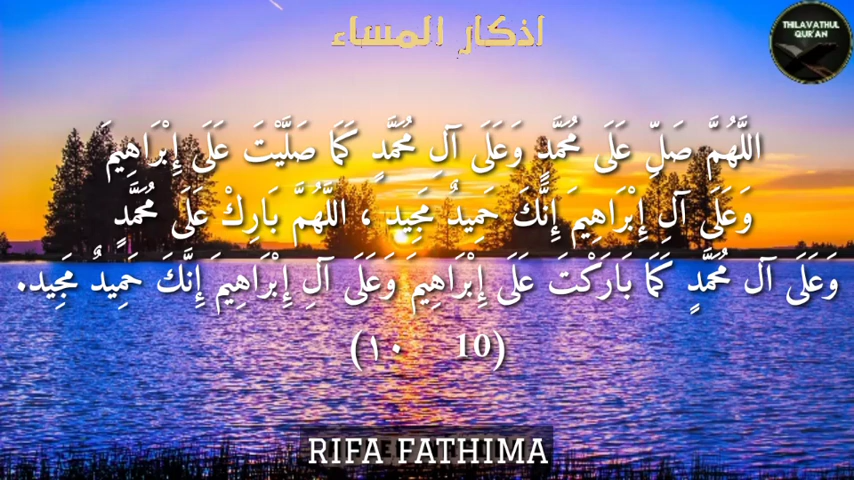 اذكار المساء
THILAVATHUL
QUR'AN
اللَّهُمَّ صَلِّ عَلَى مُحَمَّدٍ وَعَلَى آلِ مُحَمَّدٍ كَمَا صَلَّيْتَ عَلَى إِبْرَاهِيمَ
وَعَلَى آلِ إِبْرَاهِيمَ إِنَّكَ حَمِيدٌ مَجِيد ، اللَّهُمَّ بَارِكْ عَلَى مُحَمَّدٍ
وَعَلَى آل مُحَمَّدٍ كَمَا بَارَكْتَ عَلَى إِبْرَاهِيمَ وَعَلَى آلِ إِبْرَاهِيمَ إِنَّكَ حَمِيدٌ مَجِيد.
(١٠ 10)
RIFA FATHIMA